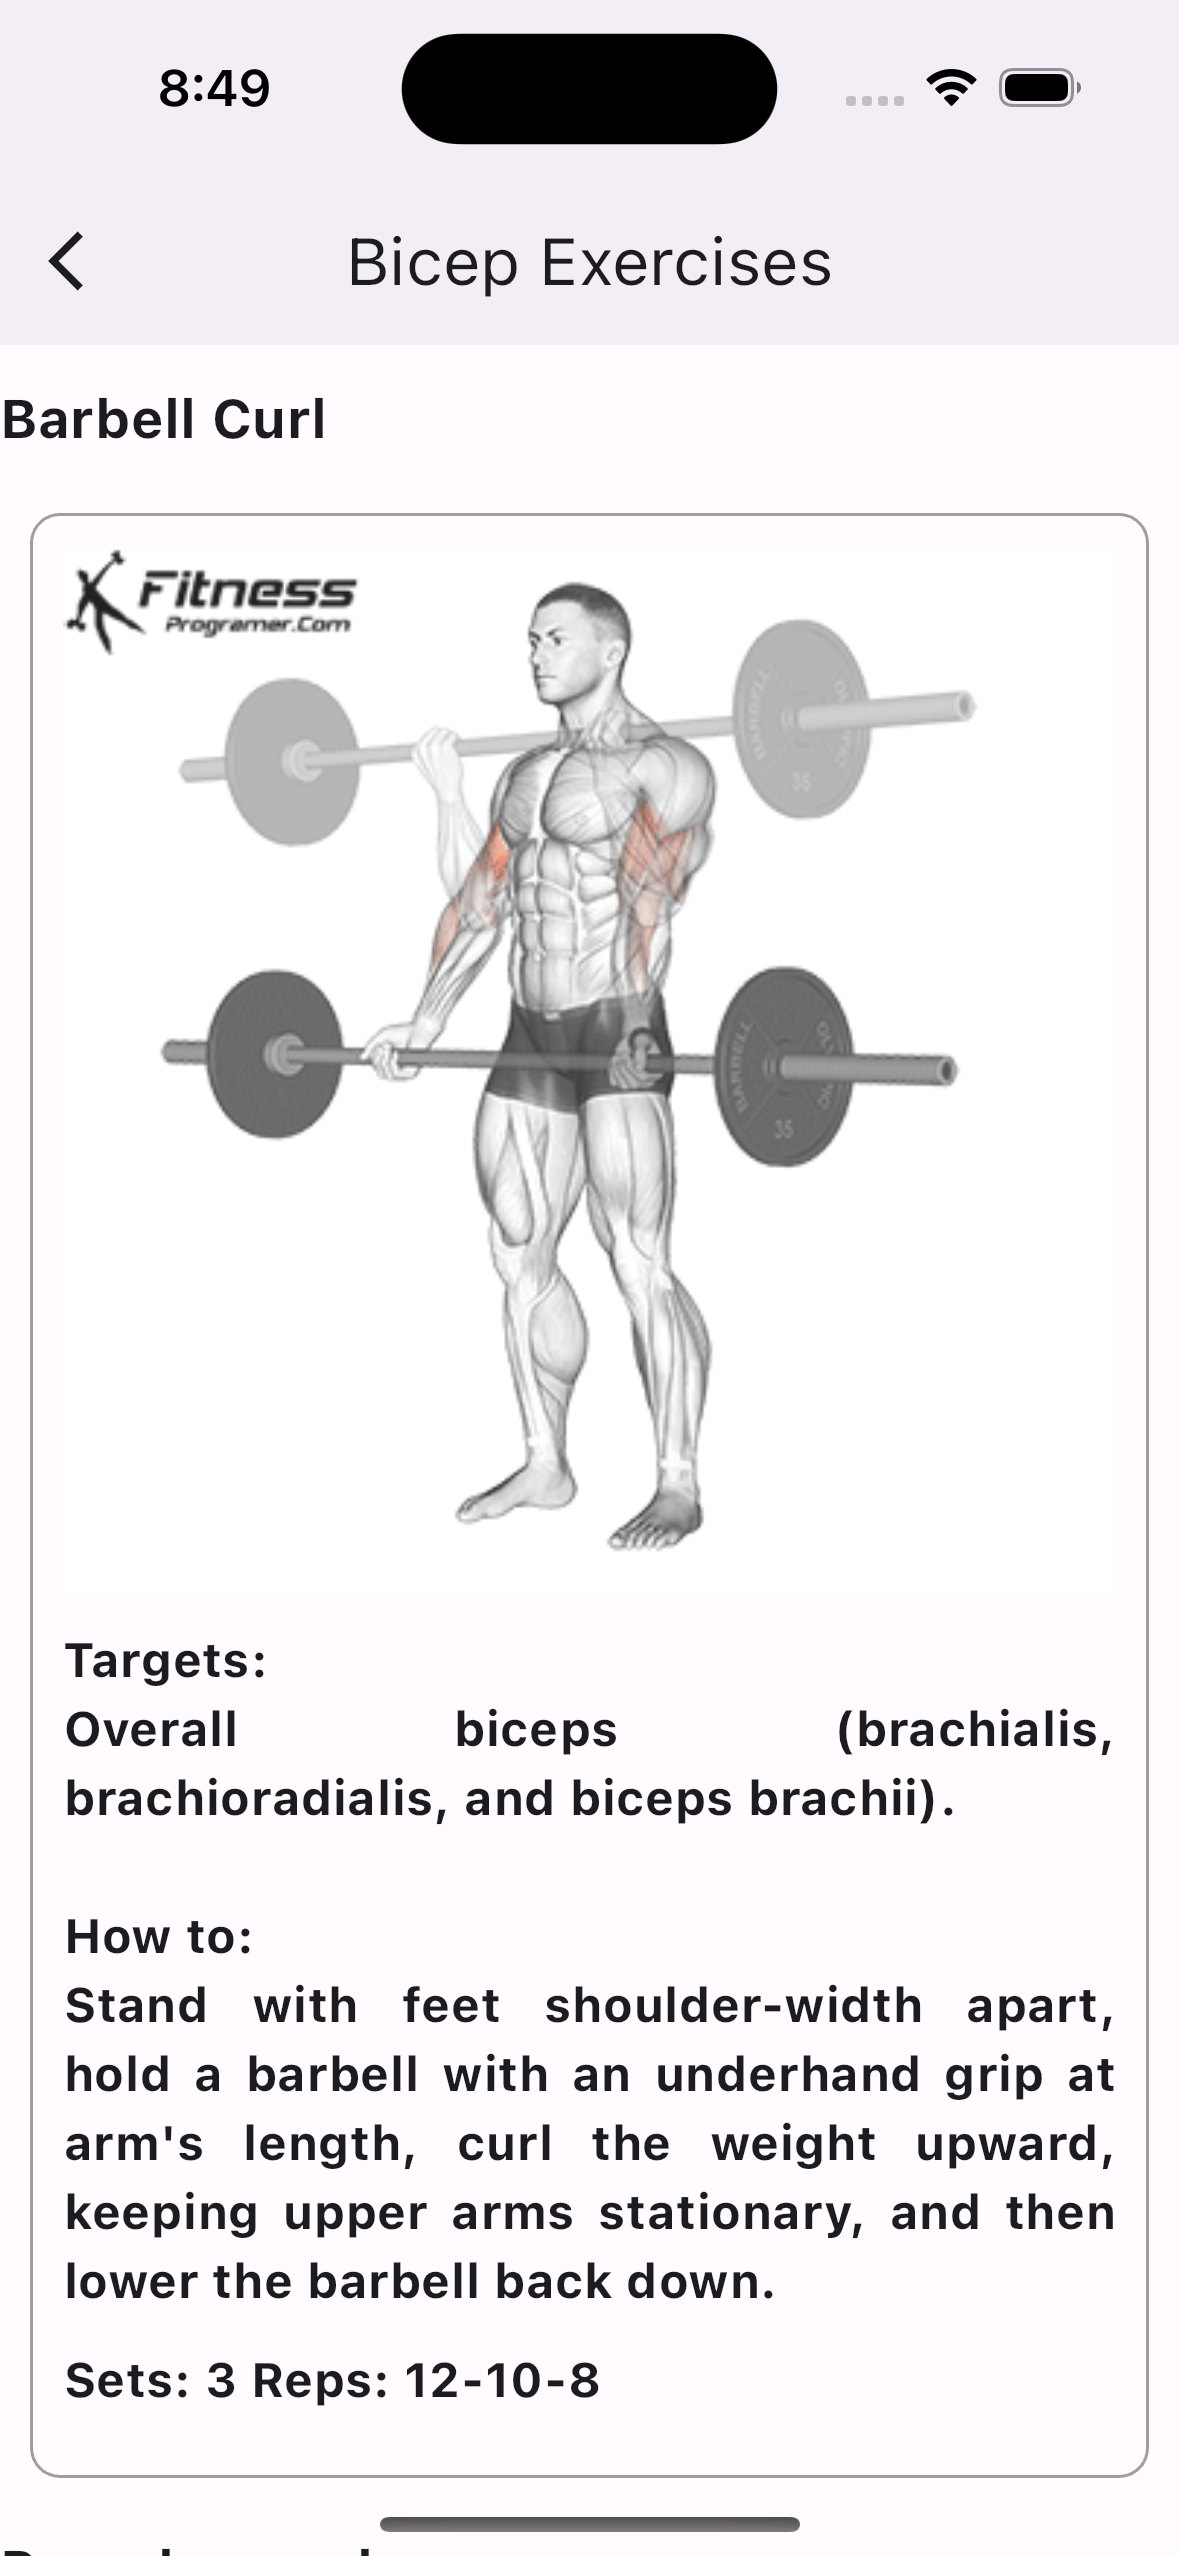 8:49
Bicep Exercises
Barbell Curl
Fitness
Programer.Com
BARBELL
35
BARBELL
35
Targets:
Overall biceps (brachialis,
brachioradialis, and biceps brachii).
How to:
Stand with feet shoulder-width apart,
hold a barbell with an underhand grip at
arm's length, curl the weight upward,
keeping upper arms stationary, and then
lower the barbell back down.
Sets: 3 Reps: 12-10-8